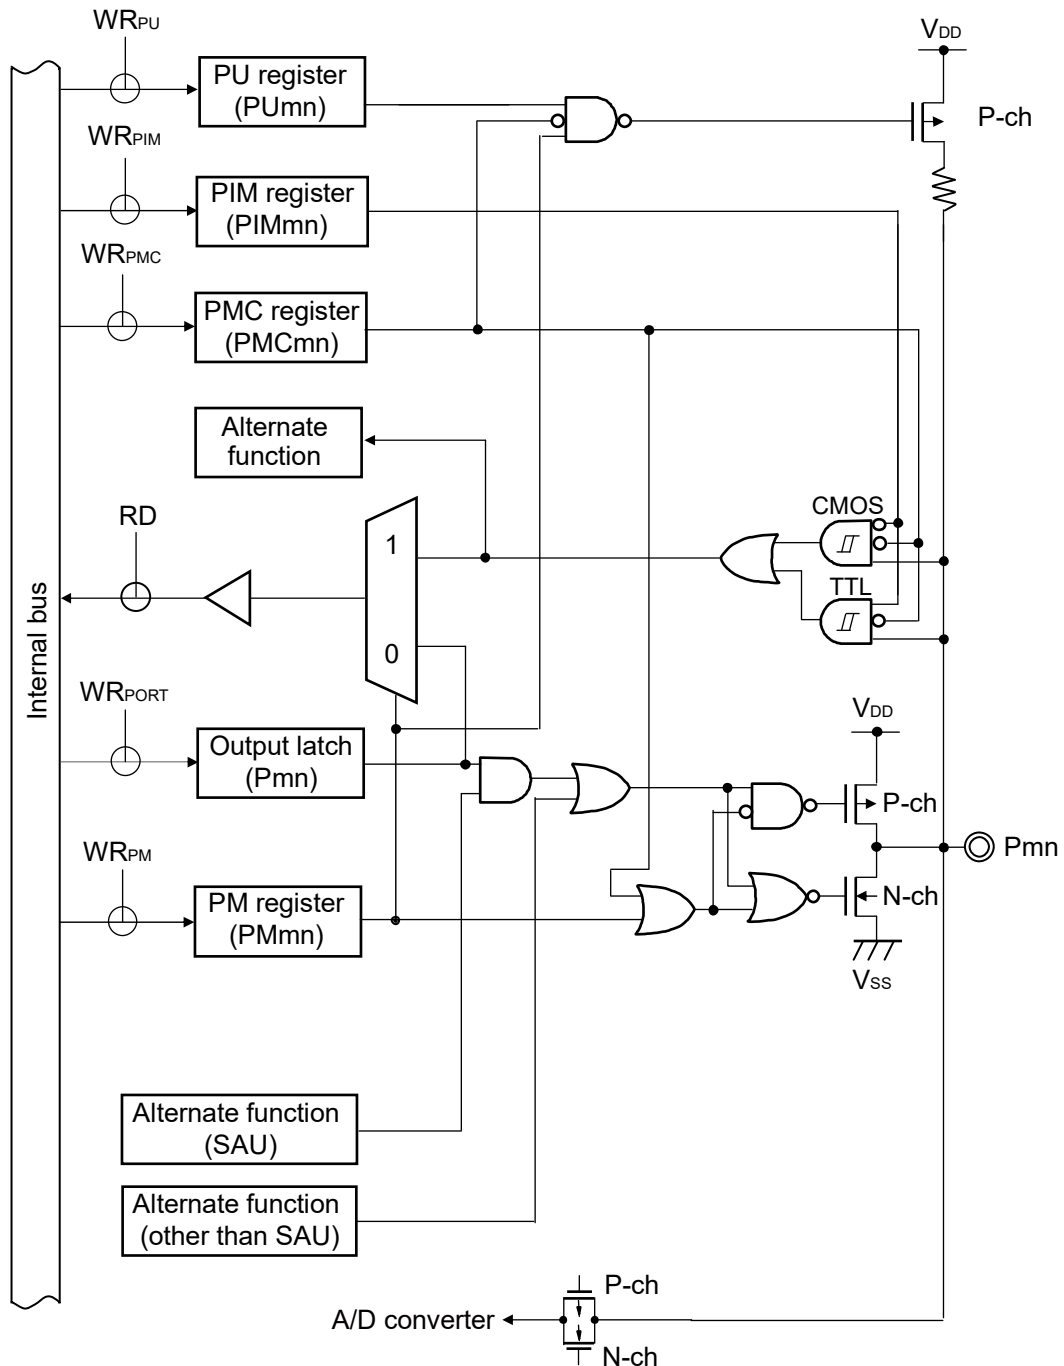 WRPU
VDD
PU register
(PUmn)
P-ch
WRPIM
PIM register
(PIMmn)
WRPMC
PMC register
(PMCmn)
Alternate
function
CMOS
RD
1
TTL
0
Internal bus
WRPORT
VDD
Output latch
(Pmn)
P-ch
Pmn
WRPM
PM register
(PMmn)
N-ch
VSS
Alternate function
(SAU)
Alternate function
(other than SAU)
P-ch
A/D converter
N-ch